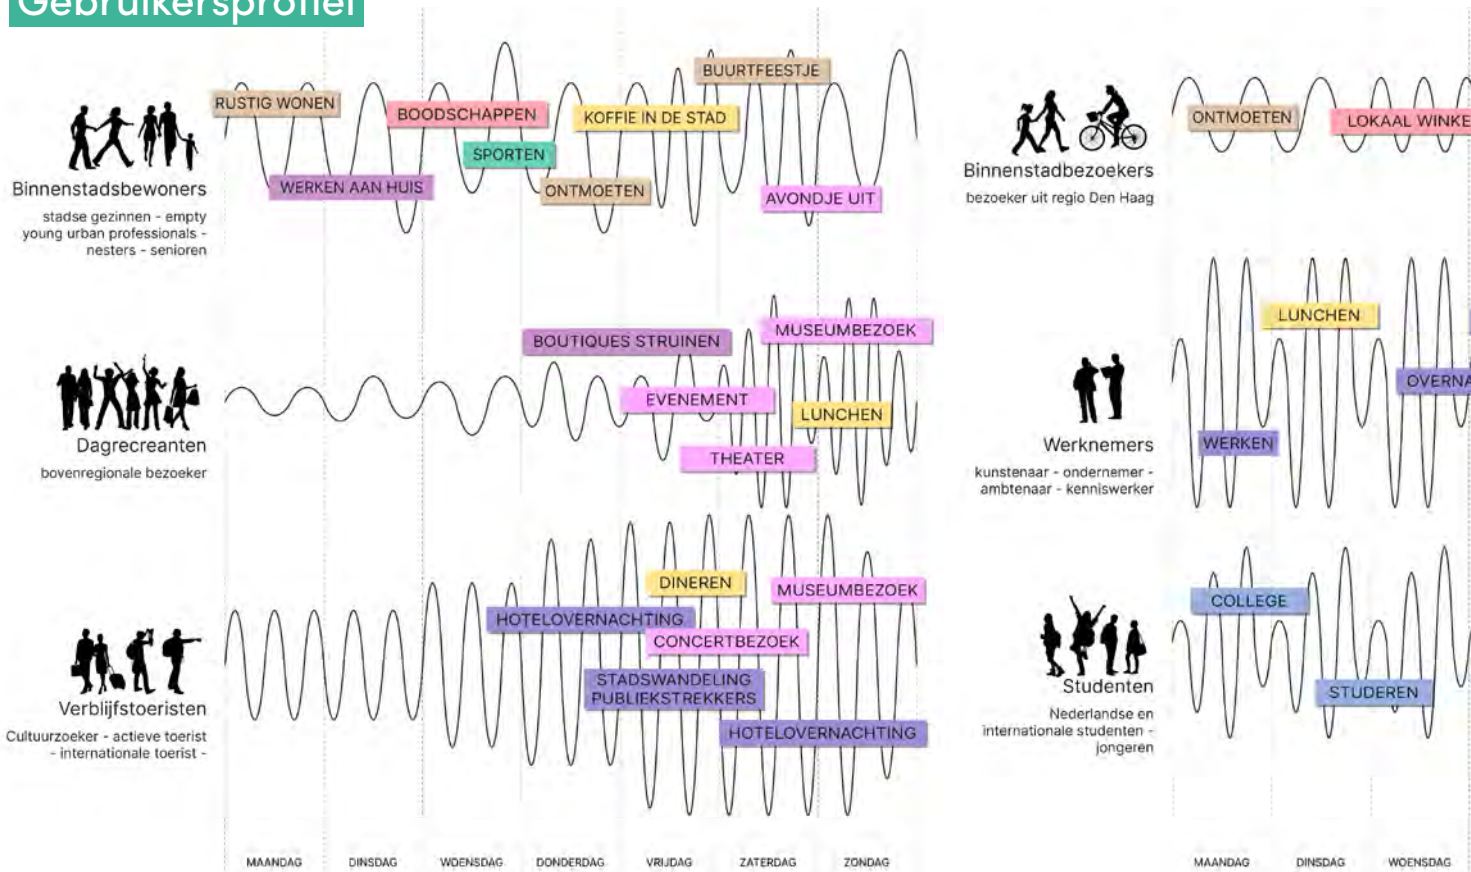 Gebruikersprofiel
RUSTIG WONEN
BOODSCHAPPEN
SPORTEN
WERKEN AAN HUIS
KOFFIE IN DE STAD
ONTMOETEN
BUURTFEESTJE
AVONDJE UIT
Binnenstadsbewoners
stadse gezinnen - empty
young urban professionals -
nesters - senioren
BOUTIQUES STRUINEN
MUSEUMBEZOEK
EVENEMENT
LUNCHEN
THEATER
Dagrecreanten
bovenregionale bezoeker
DINEREN
MUSEUMBEZOEK
HOTELOVERNACHTING
CONCERTBEZOEK
STADSWANDELING
PUBLIEKSTREKKERS
HOTELOVERNACHTING
Verblijfstoeristen
Cultuurzoeker - actieve toerist
- internationale toerist -
MAANDAG
DINSDAG
WOENSDAG
DONDERDAG
VRIJDAG
ZATERDAG
ZONDAG
ONTMOETEN
LOKAAL WINKE
Binnenstadbezoekers
bezoeker uit regio Den Haag
LUNCHEN
OVERNA
WERKEN
Werknemers
kunstenaar - ondernemer -
ambtenaar - kenniswerker
COLLEGE
STUDEREN
Studenten
Nederlandse en
internationale studenten -
jongeren
MAANDAG
DINSDAG
WOENSDAG